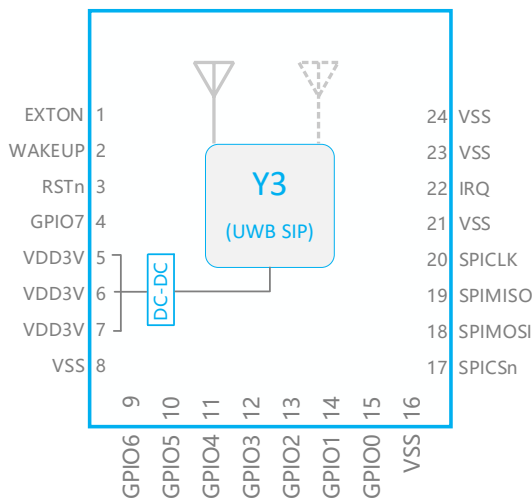 EXTON 1
WAKEUP 2
RSTn 3
GPIO7 4
VDD3V 5
VDD3V 6
VDD3V 7
VSS 8
DC-DC
Y3
(UWB SIP)
24 VSS
23 VSS
22 IRQ
21 VSS
20 SPICLK
19 SPIMISO
18 SPIMOSI
17 SPICSn
9 10 11 12 13 14 15 16
GPIO6 GPIO5 GPIO4 GPIO3 GPIO2 GPIO1 GPIO0 VSS